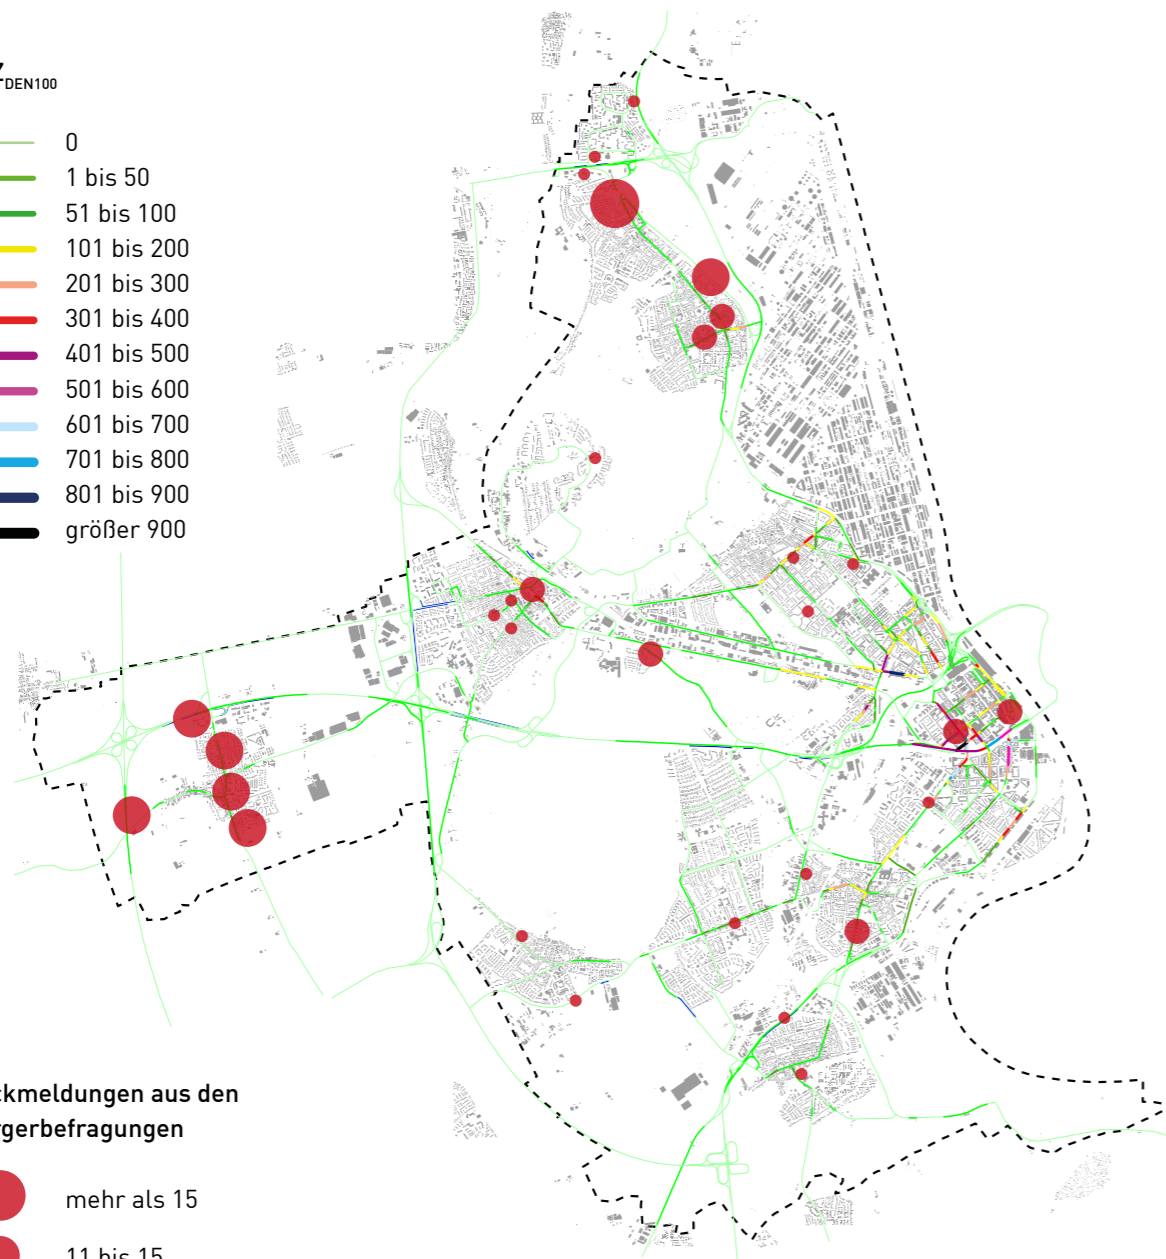 DEN100
0
1 bis 50
51 bis 100
101 bis 200
201 bis 300
301 bis 400
401 bis 500
501 bis 600
601 bis 700
701 bis 800
801 bis 900
größer 900
ckmeldungen aus den
rgerbefragungen
mehr als 15
11 bis 15